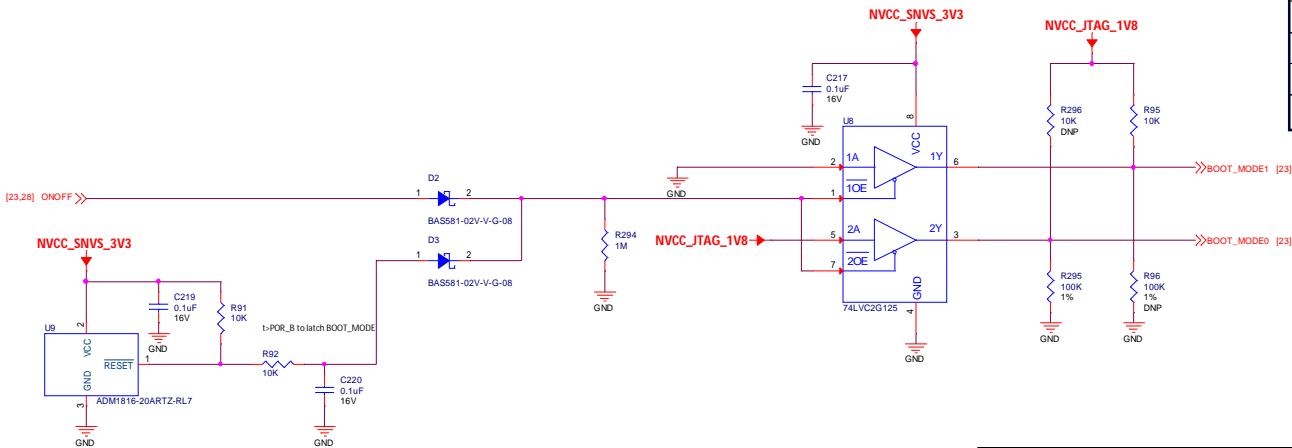 NVCC_SNVS_3V3
NVCC_JTAG_1V8
C217
0.1uF
16V
GND
U8
8
VCC
R296
10K
DNP
R95
10K
2
1A
1Y
6
BOOT_MODE1 [23]
GND
[23,28] ONOFF
1
D2
2
BAS581-02V-V-G-08
1
1OE
R294
1M
GND
NVCC_JTAG_1V8
5
2A
2Y
3
BOOT_MODE0 [23]
7
2OE
GND
4
74LVC2G125
GND
R295
100K
1%
GND
R96
100K
1%
DNP
GND
NVCC_SNVS_3V3
1
D3
2
BAS581-02V-V-G-08
C219
0.1uF
16V
GND
R91
10K
t>POR_B to latch BOOT_MODE
U9
2
VCC
RESET
1
GND
3
ADM1816-20ARTZ-RL7
GND
R92
10K
C220
0.1uF
16V
GND